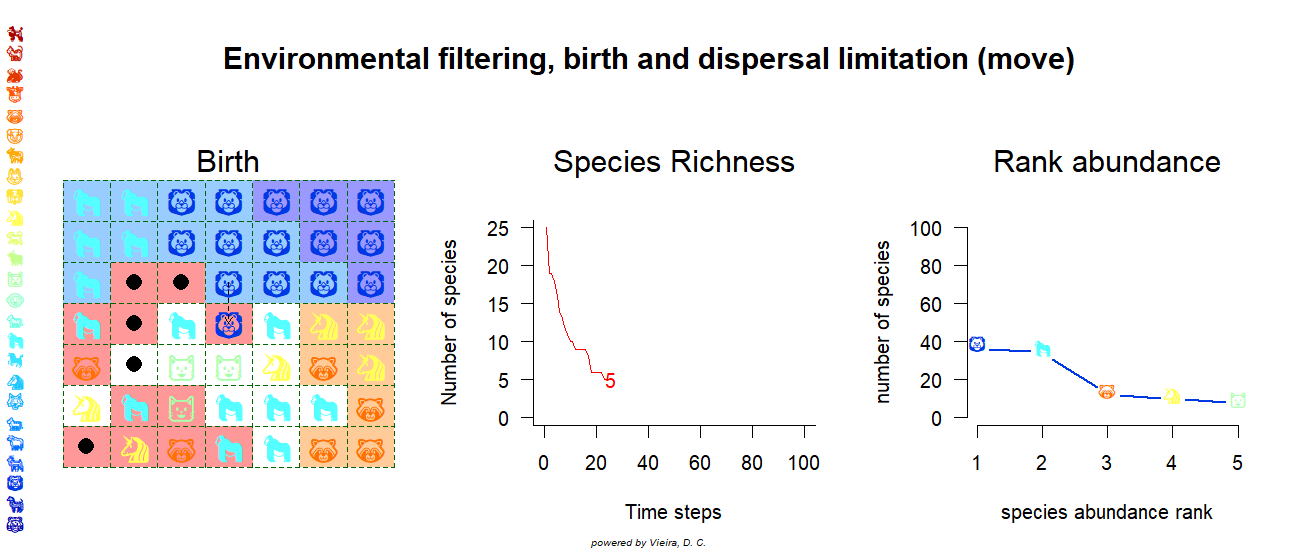 Environmental filtering, birth and dispersal limitation (move)
Birth
Species Richness
Number of species
25
20
15
10
5
0
5
0 20 40 60 80 100
Time steps
Rank abundance
number of species
100
80
60
40
20
0
1 2 3 4 5
species abundance rank
powered by Vieira, D. C.